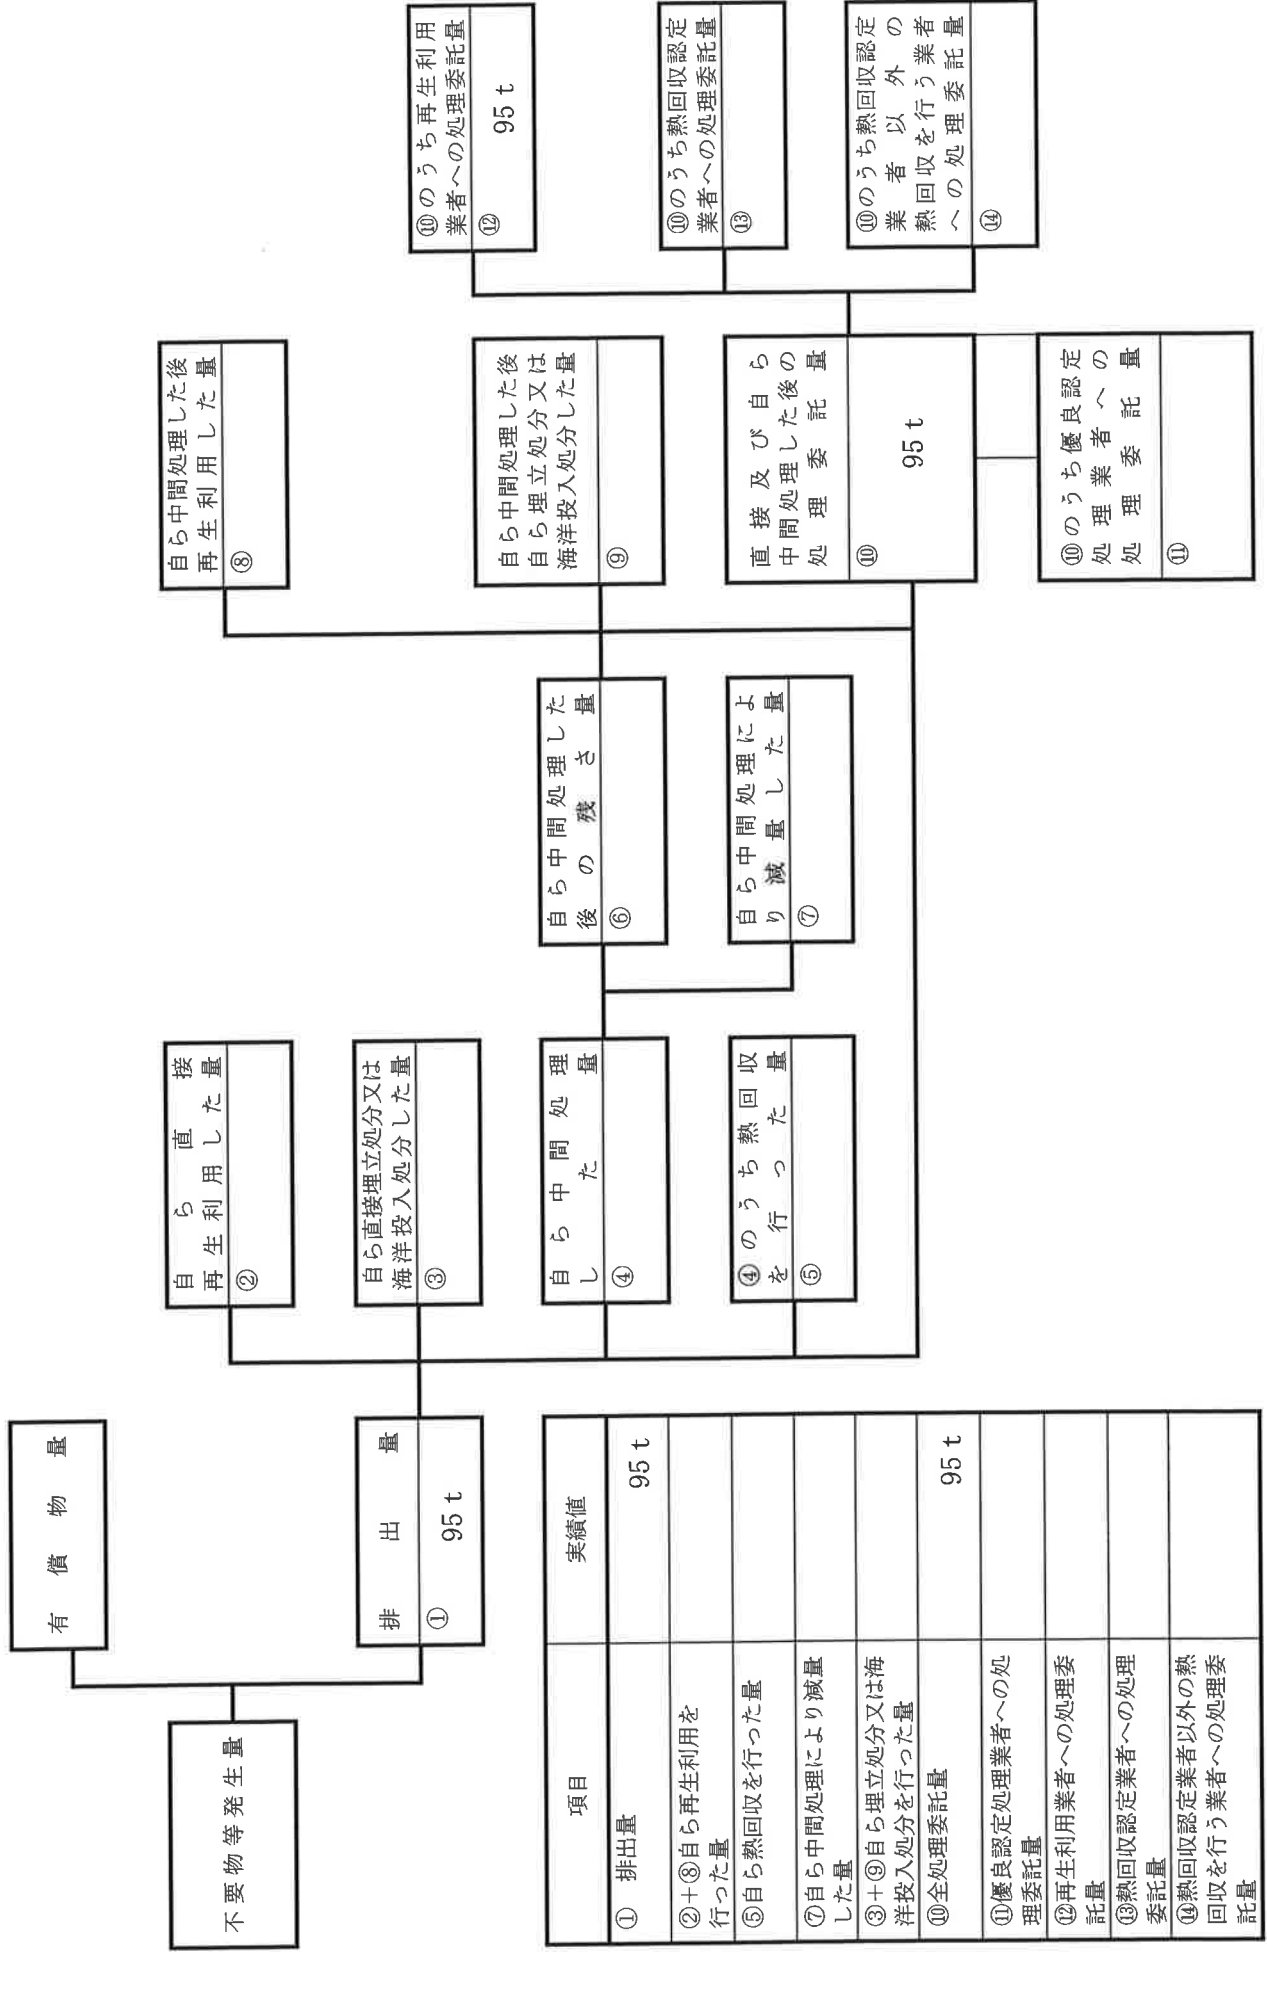 不要物等発生量
有償物量
排出量
① 95 t
自ら直接
再生利用した量
②
自ら直接埋立処分又は
海洋投入処分した量
③
自ら中間処理
した量
④
④のうち熱回収
を行った量
⑤
自ら中間処理した
後の残さ量
⑥
自ら中間処理によ
り減量した量
⑦
自ら中間処理した後
再生利用した量
⑧
自ら中間処理した後
自ら埋立処分又は
海洋投入処分した量
⑨
直接及び自ら
中間処理した後の
処理委託量
⑩ 95 t
⑩のうち優良認定
処理業者への
処理委託量
⑪
⑩のうち再生利用
業者への処理委託量
⑫ 95 t
⑩のうち熱回収認定
業者への処理委託量
⑬
⑩のうち熱回収認定
業者以外の
熱回収を行う業者
への処理委託量
⑭
項目 実績値
① 排出量 95 t
②+⑧自ら再生利用を
行った量
⑤自ら熱回収を行った量
⑦自ら中間処理により減量
した量
③+⑨自ら埋立処分又は海
洋投入処分を行った量
⑩全処理委託量 95 t
⑪優良認定処理業者への処
理委託量
⑫再生利用業者への処理委
託量
⑬熱回収認定業者への処理
委託量
⑭熱回収認定業者以外の熱
回収を行う業者への処理委
託量